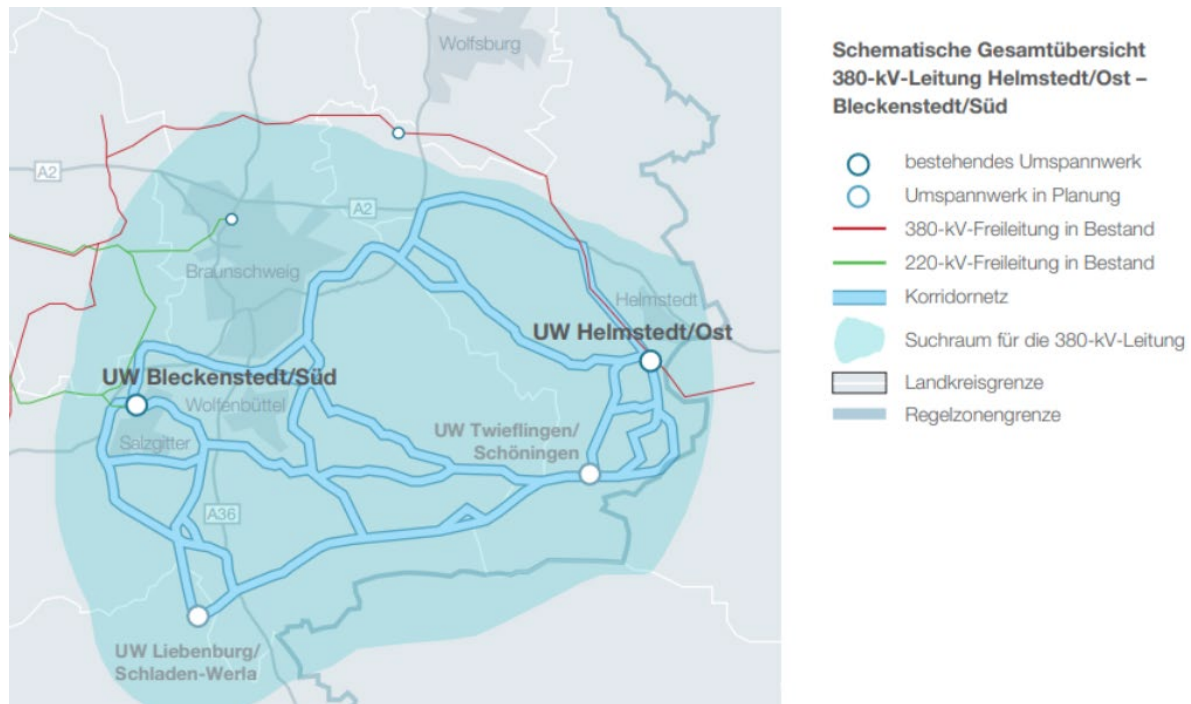 Wolfsburg
A2
A2
Braunschweig
Helmstedt
UW Helmstedt/Ost
UW Bleckenstedt/Süd
Wolfenbüttel
Salzgitter
UW Twieflingen/
Schöningen
A36
UW Liebenburg/
Schladen-Werla
Schematische Gesamtübersicht
380-kV-Leitung Helmstedt/Ost –
Bleckenstedt/Süd
bestehendes Umspannwerk
Umspannwerk in Planung
380-kV-Freileitung in Bestand
220-kV-Freileitung in Bestand
Korridornetz
Suchraum für die 380-kV-Leitung
Landkreisgrenze
Regelzonengrenze